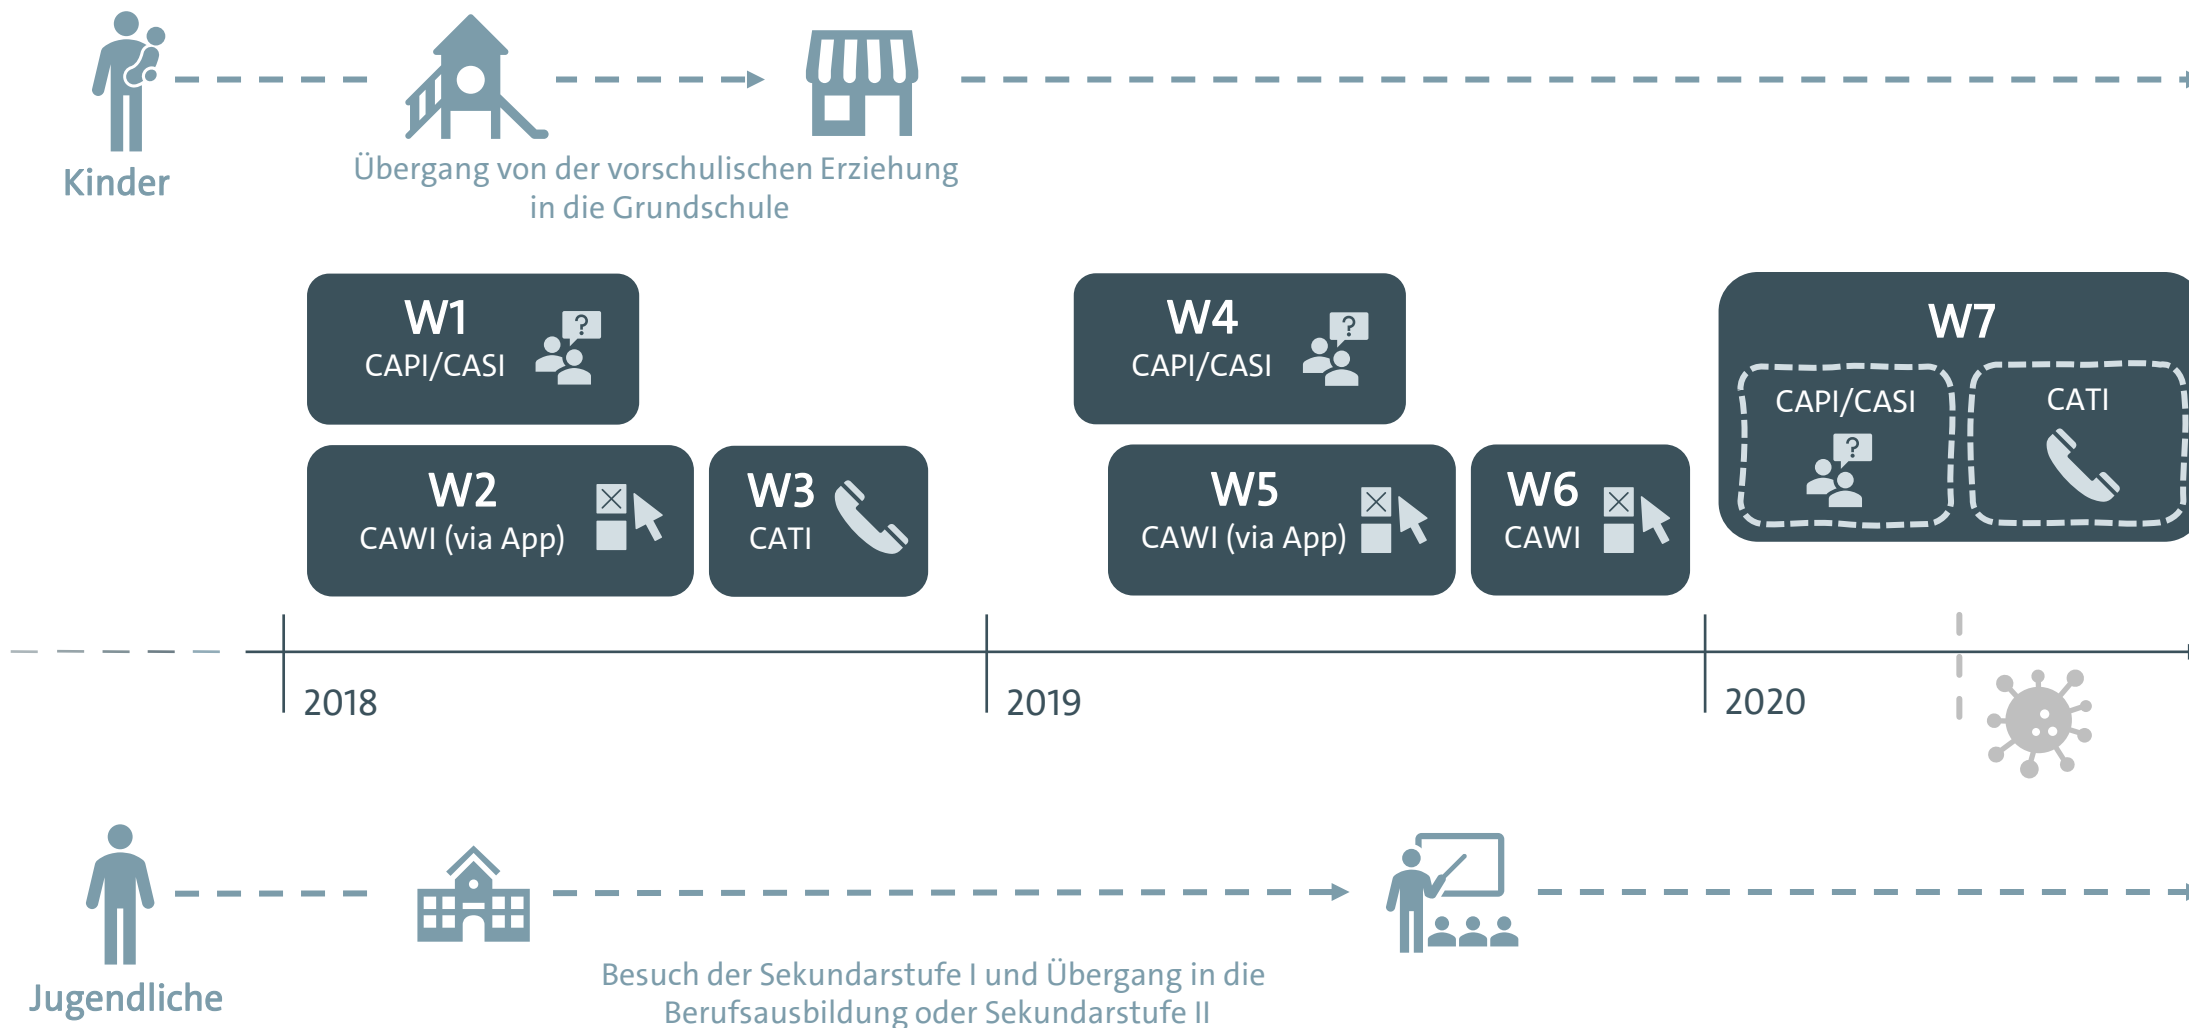 Kinder
Übergang von der vorschulischen Erziehung
in die Grundschule
W1
CAPI/CASI
?
W4
CAPI/CASI
?
W7
CAPI/CASI
?
CATI
W2
CAWI (via App)
W3
CATI
W5
CAWI (via App)
W6
CAWI
2018
2019
2020
Jugendliche
Besuch der Sekundarstufe I und Übergang in die
Berufsausbildung oder Sekundarstufe II